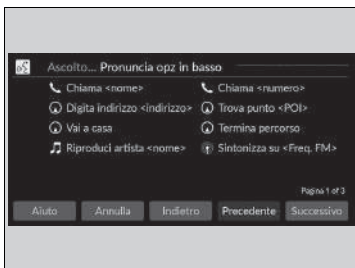 Ascolto... Pronuncia opz in basso
Chiama <nome> Chiama <numero>
Digita indirizzo <indirizzo> Trova punto <POI>
Vai a casa Termina percorso
Riproduci artista <nome> Sintonizza su <Freq. FM>
Pagina 1 of 3
Aiuto Annulla Indietro Precedente Successivo